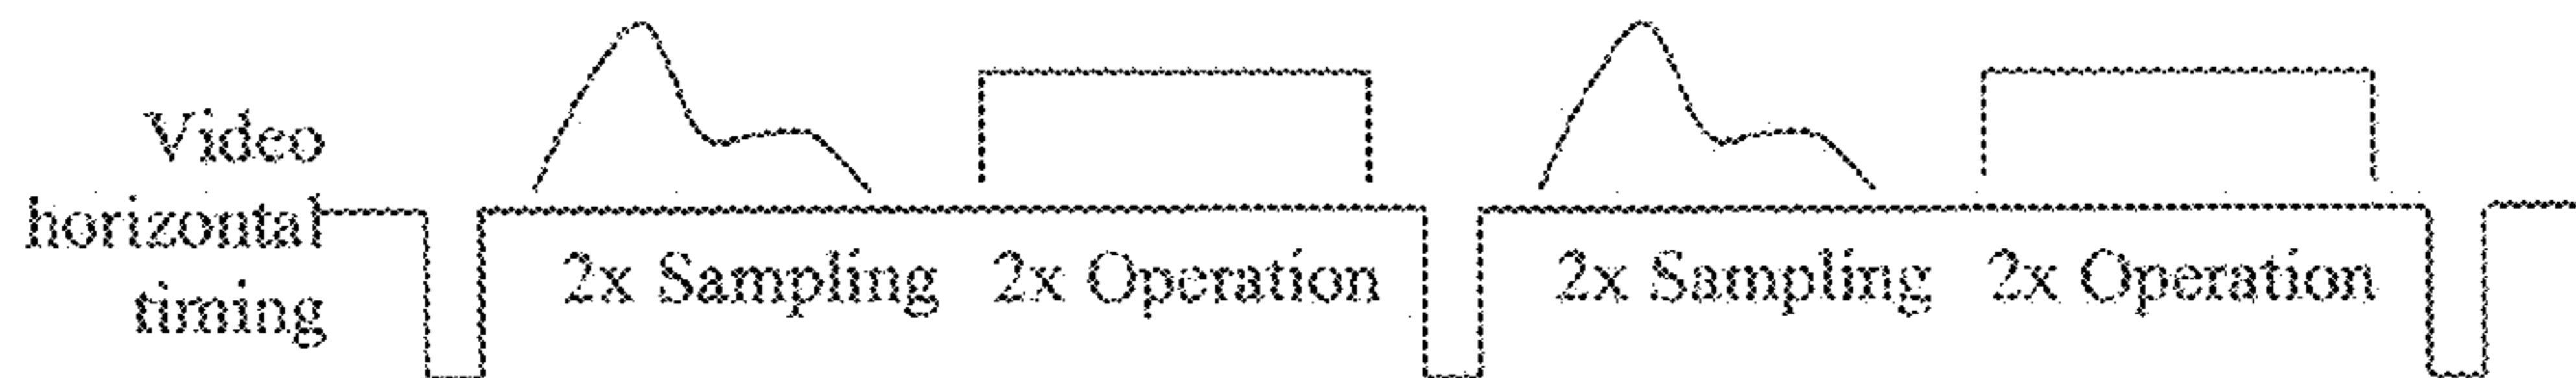 Video
horizontal
timing
2x Sampling 2x Operation 2x Sampling 2x Operation